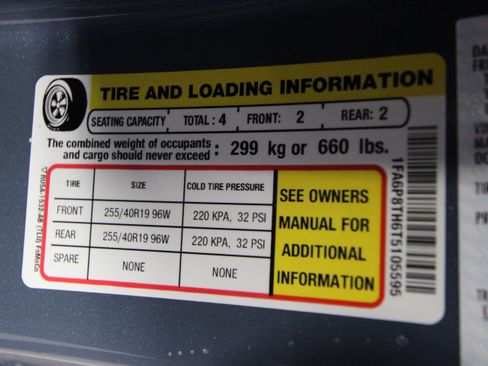 TIRE AND LOADING INFORMATION
SEATING CAPACITY TOTAL: 4 FRONT: 2 REAR: 2
The combined weight of occupants and cargo should never exceed : 299 kg or 660 lbs.
TIRE SIZE COLD TIRE PRESSURE
FRONT 255/40R19 96W 220 KPA, 32 PSI
REAR 255/40R19 96W 220 KPA, 32 PSI
SPARE NONE NONE
SEE OWNERS
MANUAL FOR
ADDITIONAL
INFORMATION
1FA6P8TH6T5105595